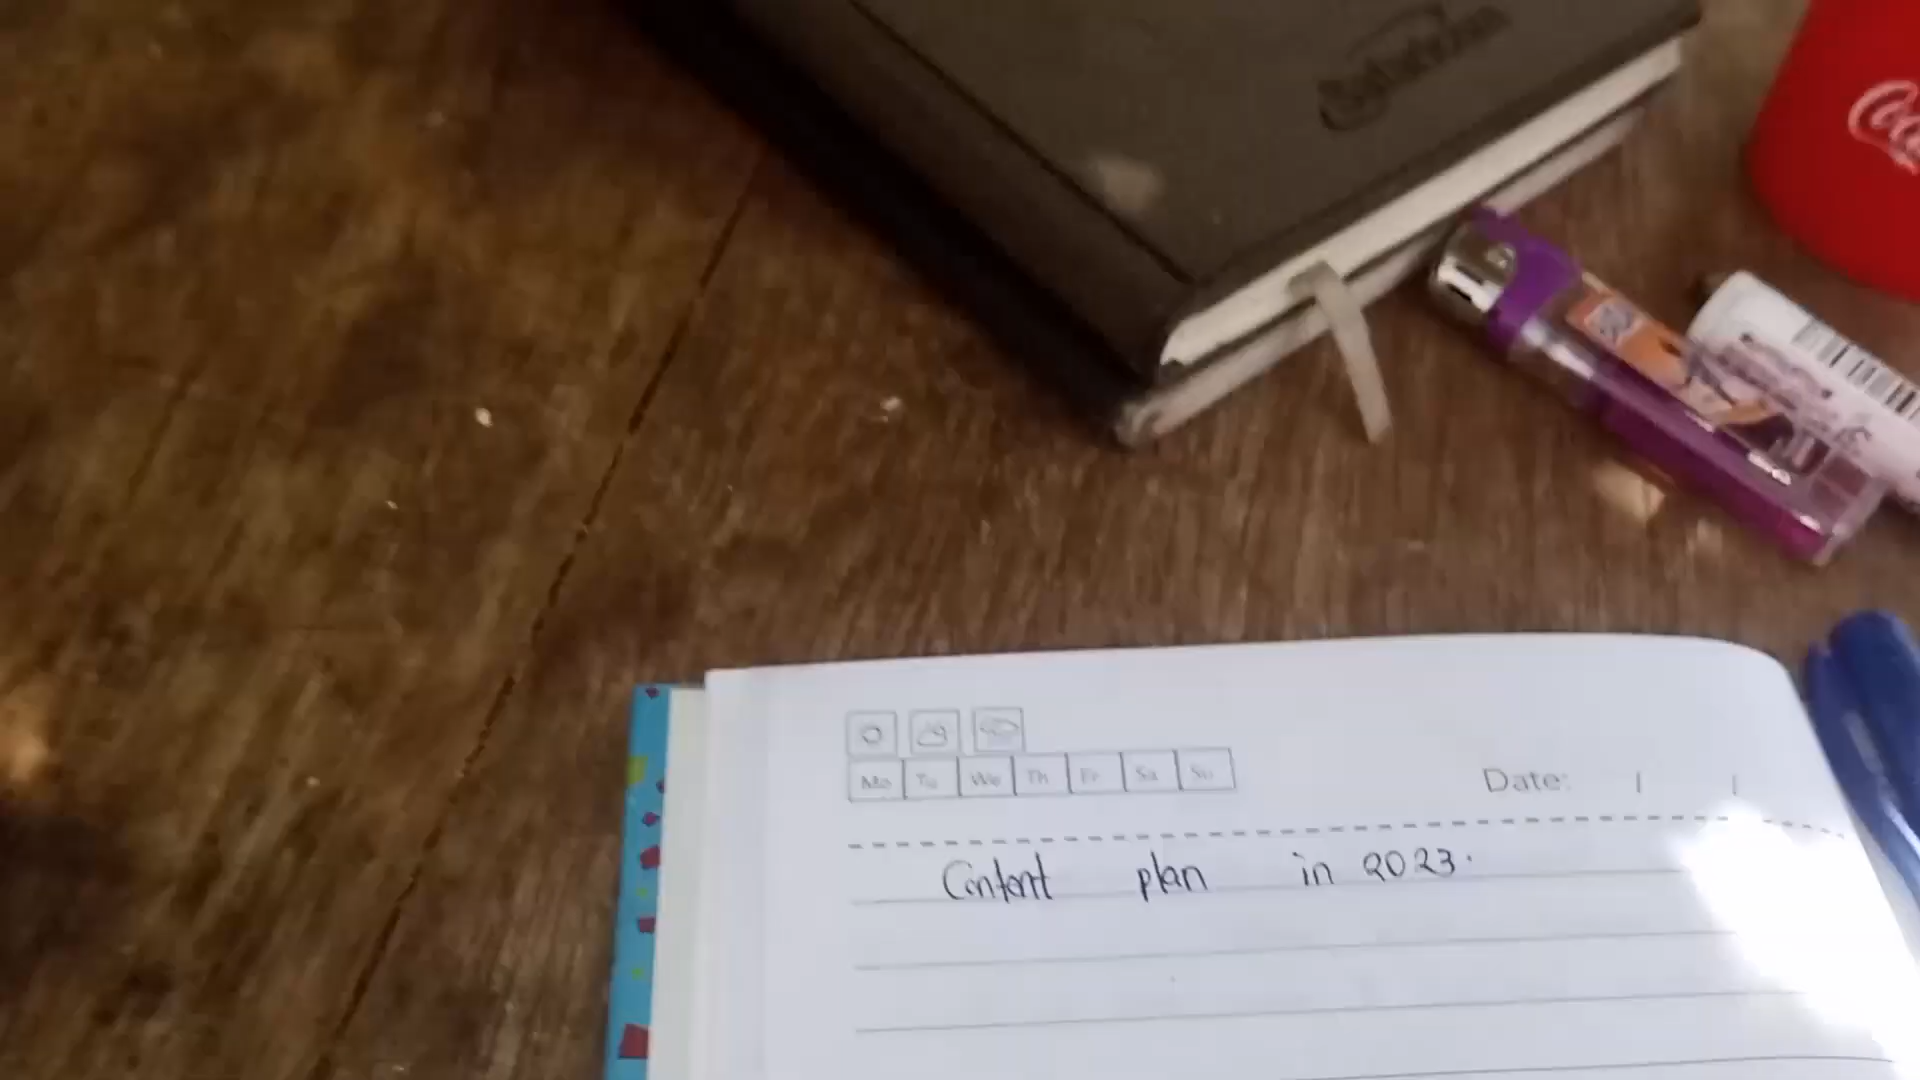 Mo Tu We Th Fr Sa Su
Date: / /
Content plan in 2023.